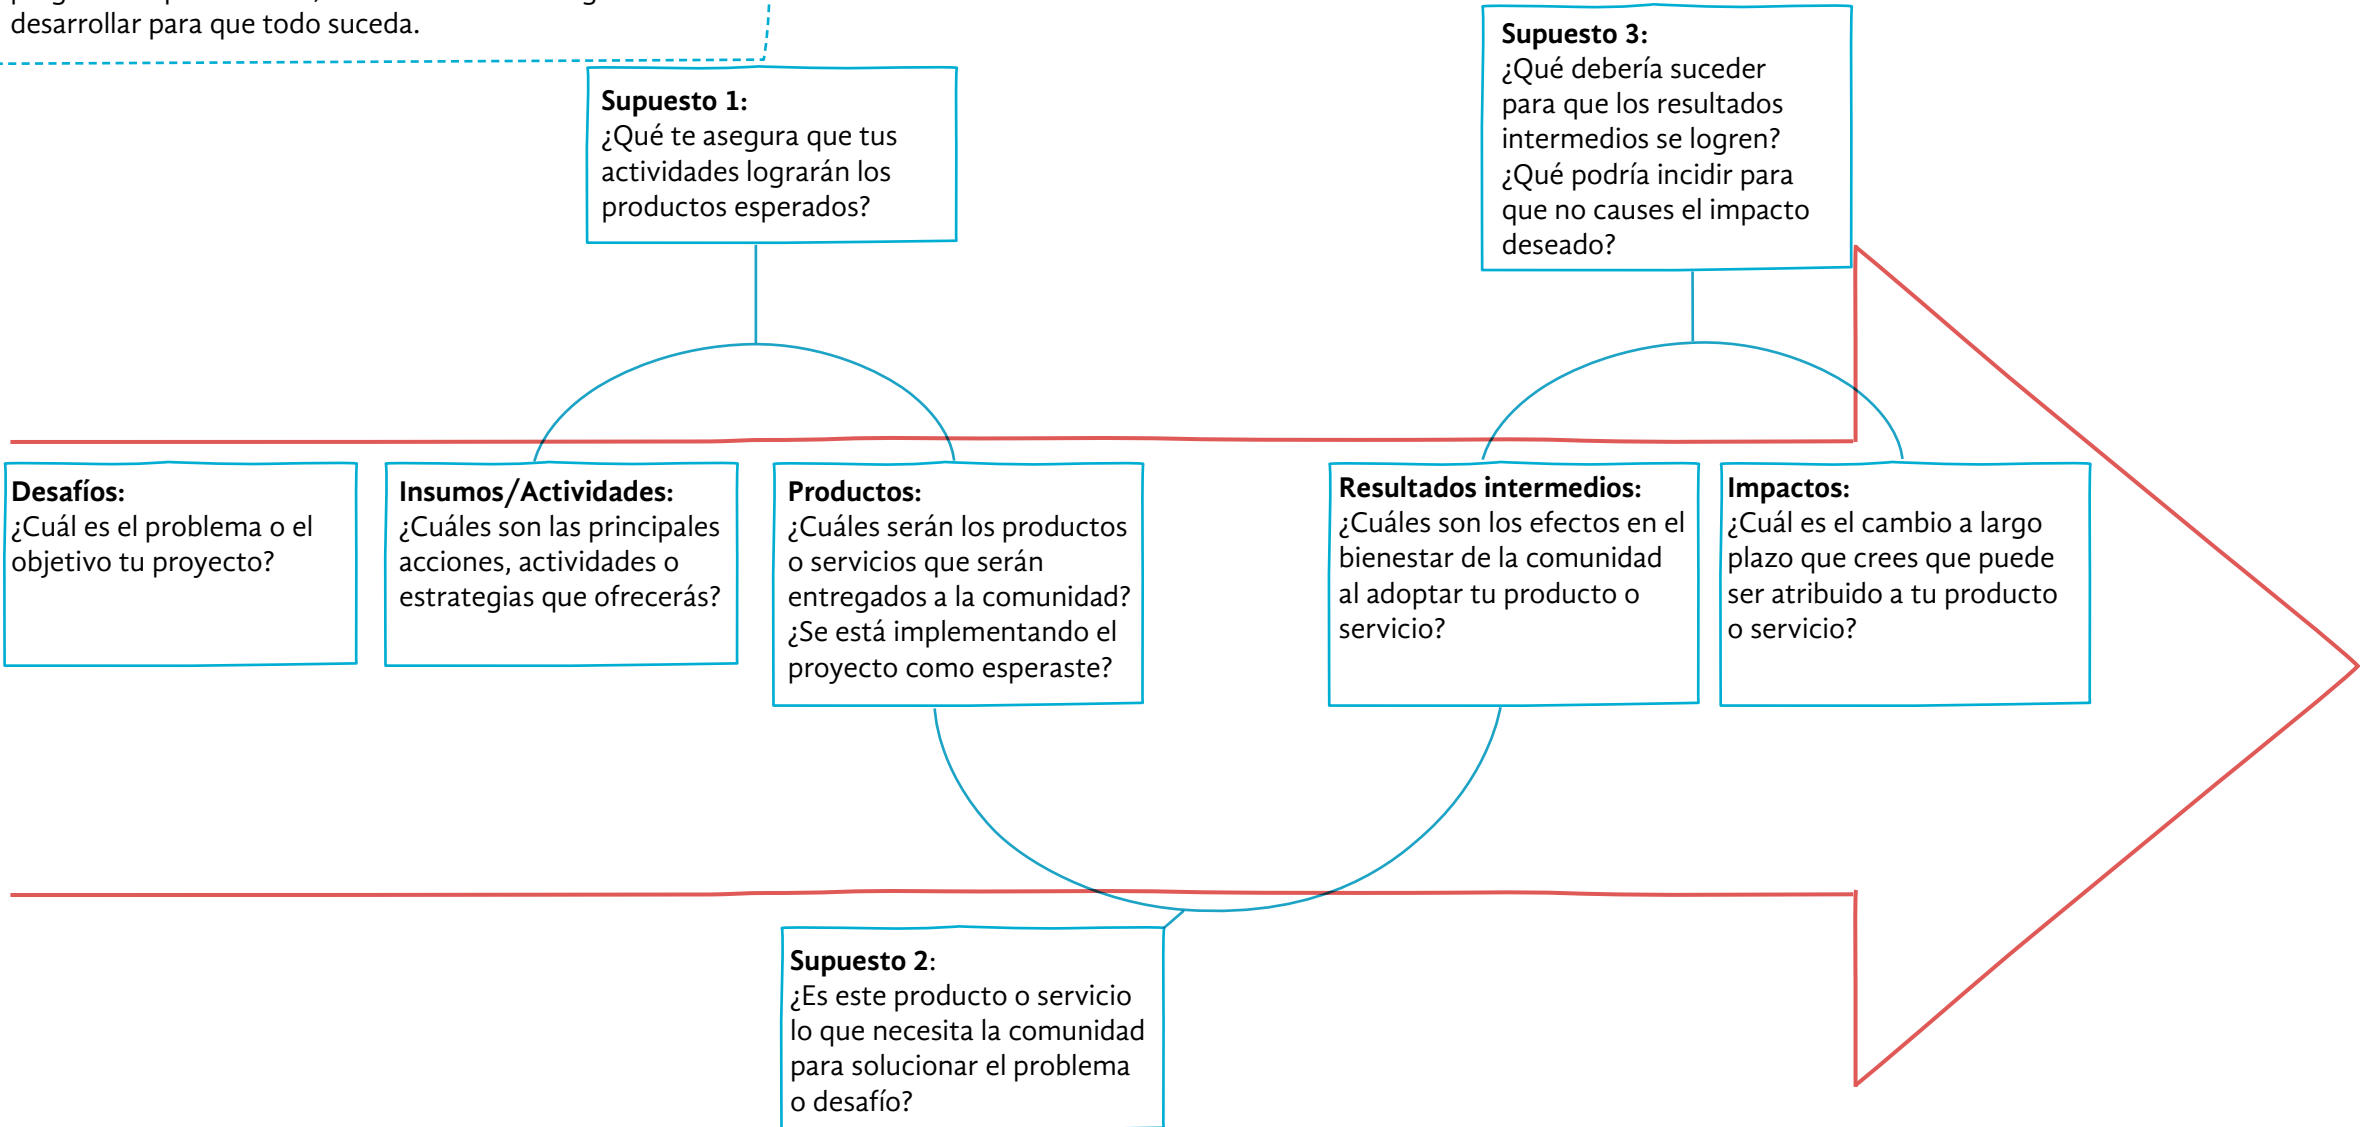 desarrollar para que todo suceda.
Supuesto 1:
¿Qué te asegura que tus
actividades lograrán los
productos esperados?
Supuesto 3:
¿Qué debería suceder
para que los resultados
intermedios se logren?
¿Qué podría incidir para
que no causes el impacto
deseado?
Desafíos:
¿Cuál es el problema o el
objetivo tu proyecto?
Insumos/Actividades:
¿Cuáles son las principales
acciones, actividades o
estrategias que ofrecerás?
Productos:
¿Cuáles serán los productos
o servicios que serán
entregados a la comunidad?
¿Se está implementando el
proyecto como esperaste?
Resultados intermedios:
¿Cuáles son los efectos en el
bienestar de la comunidad
al adoptar tu producto o
servicio?
Impactos:
¿Cuál es el cambio a largo
plazo que crees que puede
ser atribuido a tu producto
o servicio?
Supuesto 2:
¿Es este producto o servicio
lo que necesita la comunidad
para solucionar el problema
o desafío?